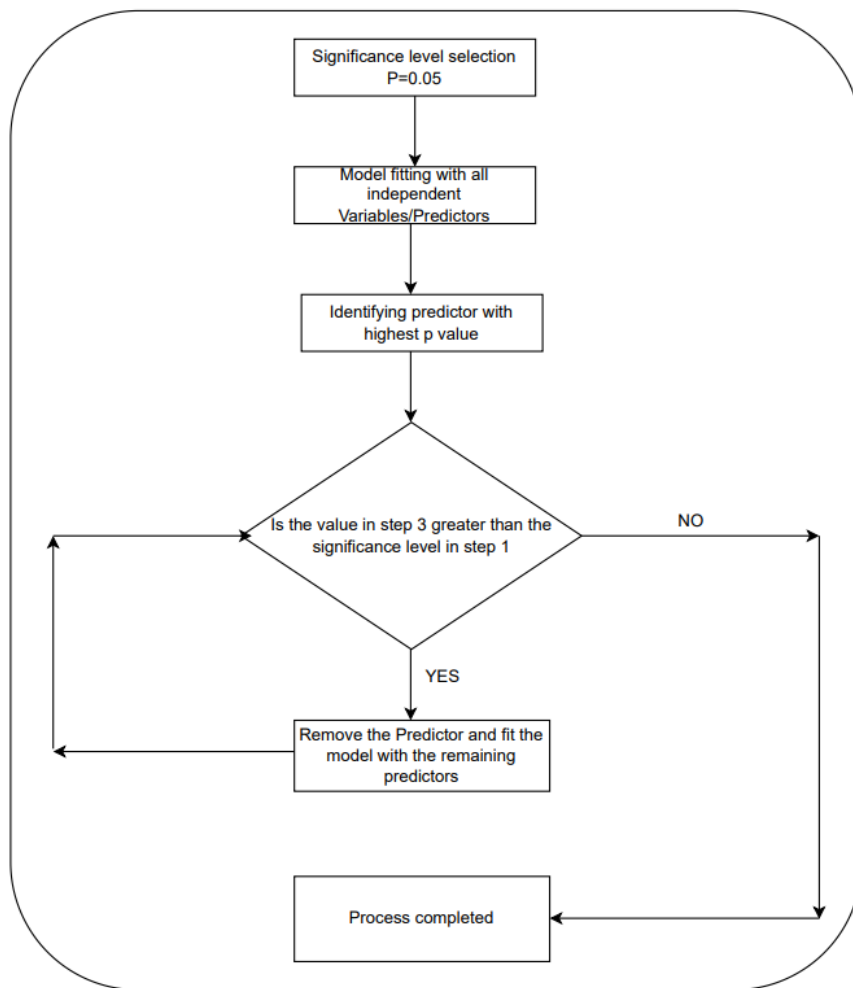 Significance level selection
P=0.05
Model fitting with all
independent
Variables/Predictors
Identifying predictor with
highest p value
Is the value in step 3 greater than the
significance level in step 1
NO
YES
Remove the Predictor and fit the
model with the remaining
predictors
Process completed